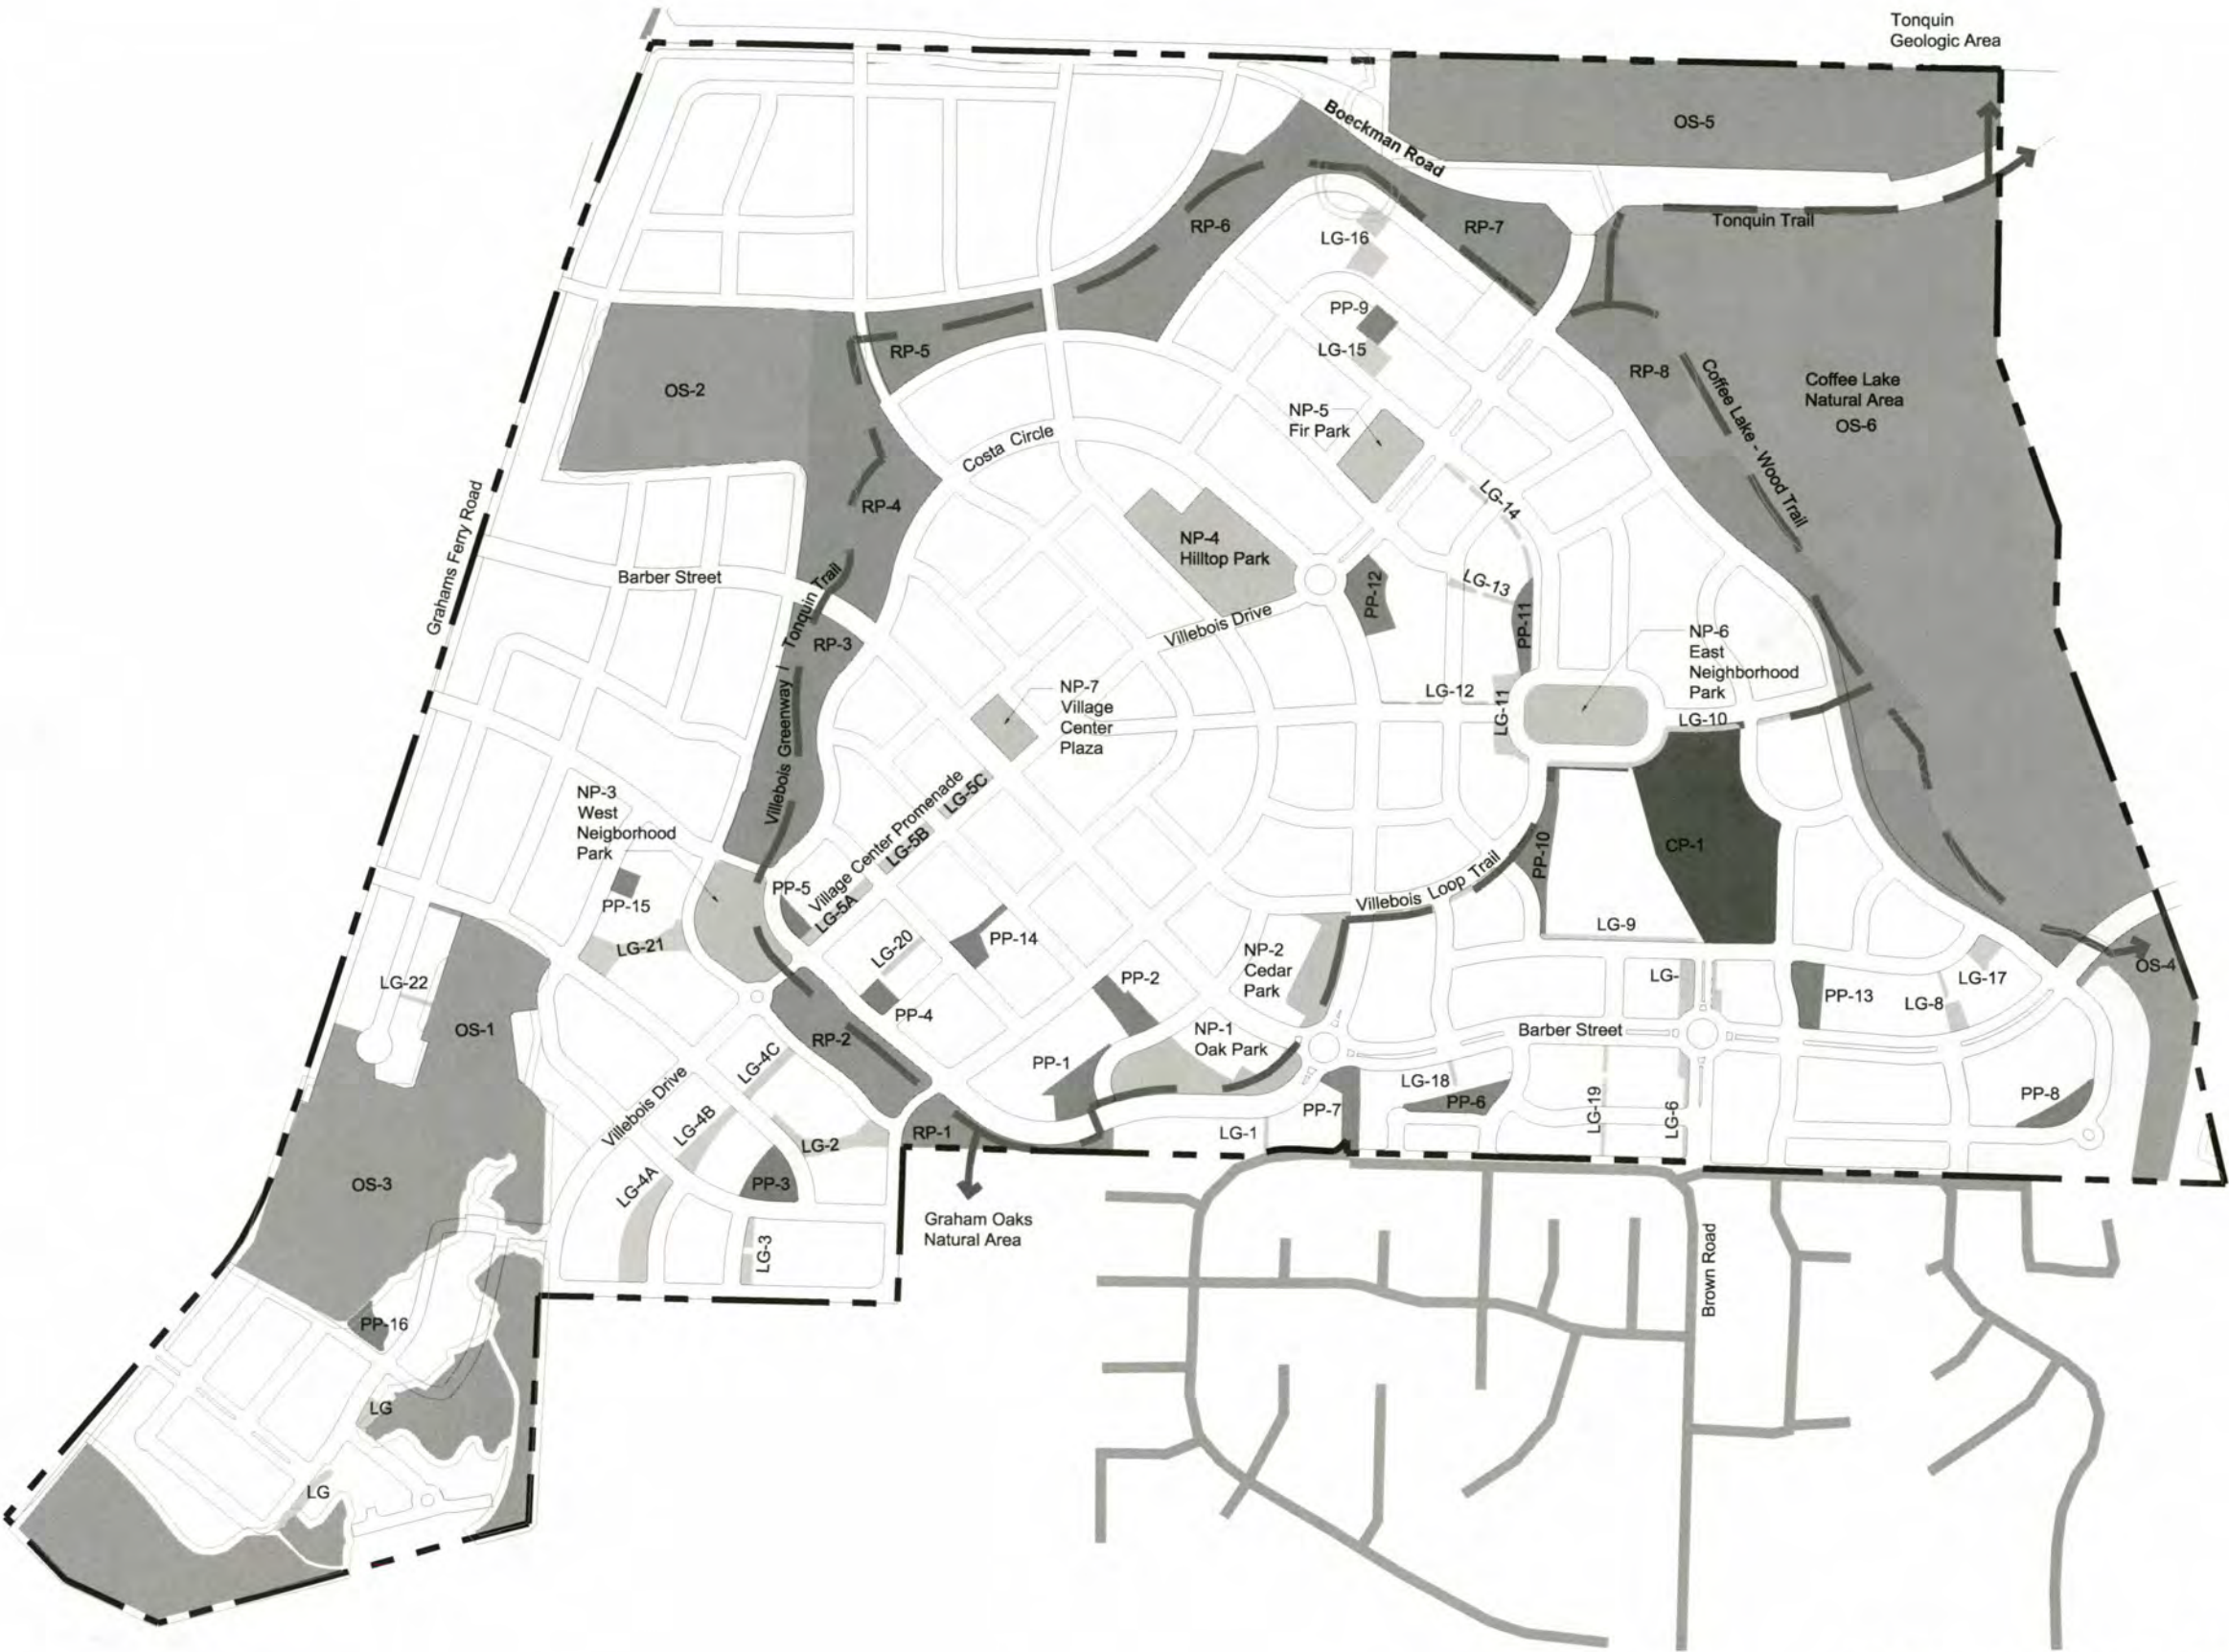 Tonquin
Geologic Area
Boeckman Road
OS-5
RP-6
LG-16
RP-7
Tonquin Trail
PP-9
LG-15
RP-5
OS-2
RP-8
Coffee Lake - Wood Trail
Coffee Lake
Natural Area
OS-6
NP-5
Fir Park
Costa Circle
Grahams Ferry Road
RP-4
LG-14
NP-4
Hilltop Park
Barber Street
LG-13
PP-12
PP-11
Villebois Drive
RP-3
Villebois Greenway / Tonquin Trail
NP-6
East
Neighborhood
Park
NP-7
Village
Center
Plaza
LG-12
LG-11
LG-10
NP-3
West
Neigborhood
Park
Village Center Promenade
LG-5C
LG-5B
LG-5A
CP-1
PP-10
PP-5
PP-15
Villebois Loop Trail
LG-21
LG-20
PP-14
LG-9
NP-2
Cedar
Park
OS-4
LG-22
PP-2
LG-
LG-17
PP-13
LG-8
PP-4
OS-1
RP-2
NP-1
Oak Park
Barber Street
PP-1
LG-4C
Villebois Drive
LG-18
PP-6
PP-7
LG-19
LG-6
PP-8
LG-4B
LG-2
RP-1
LG-1
OS-3
LG-4A
PP-3
Graham Oaks
Natural Area
LG-3
Brown Road
PP-16
LG
LG